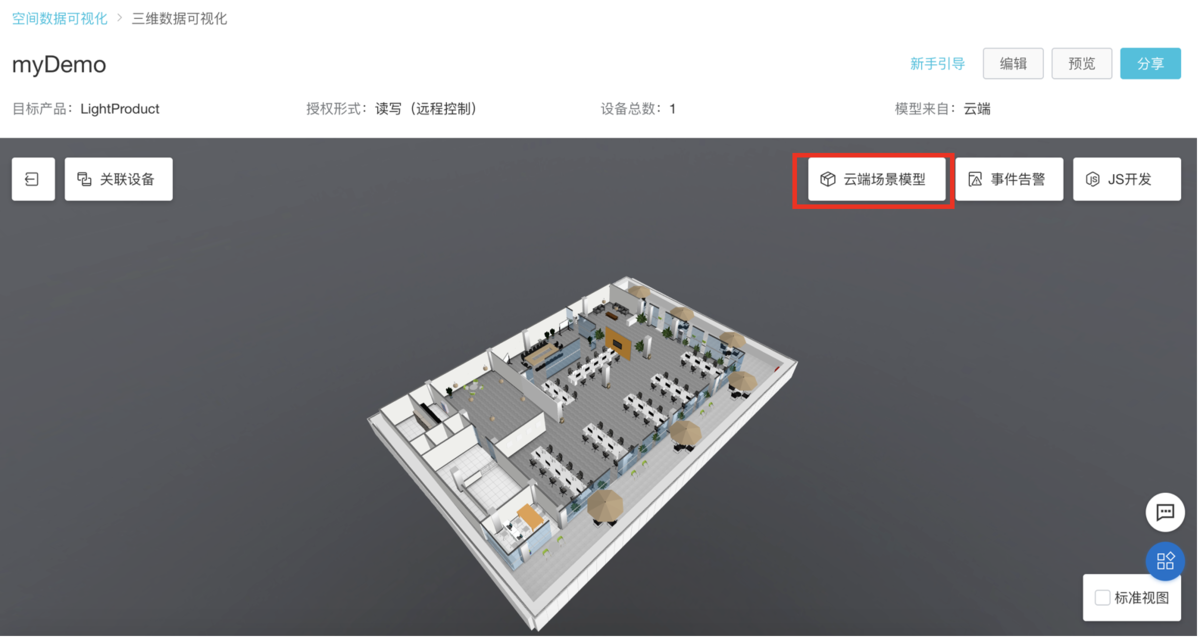 空间数据可视化 > 三维数据可视化
myDemo
新手引导 编辑 预览 分享
目标产品：LightProduct 授权形式：读写（远程控制） 设备总数：1 模型来自：云端
关联设备 云端场景模型 事件告警 JS JS开发
标准视图